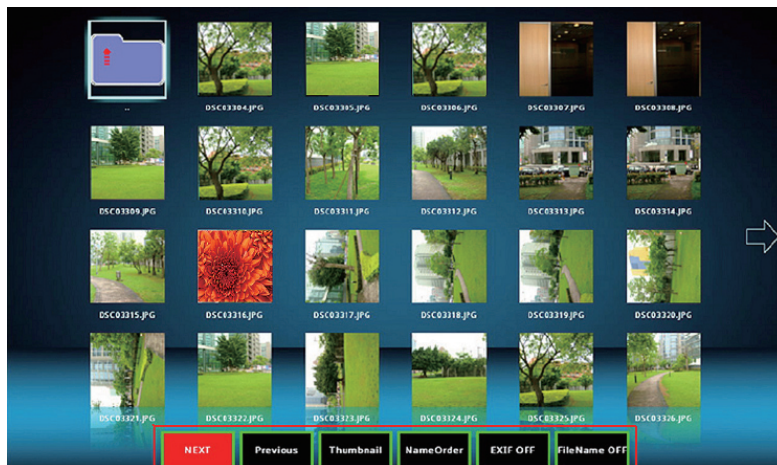 ..
DSC03304.JPG
DSC03305.JPG
DSC03306.JPG
DSC03307.JPG
DSC03308.JPG
DSC03309.JPG
DSC03310.JPG
DSC03311.JPG
DSC03312.JPG
DSC03313.JPG
DSC03314.JPG
DSC03315.JPG
DSC03316.JPG
DSC03317.JPG
DSC03318.JPG
DSC03319.JPG
DSC03320.JPG
DSC03321.JPG
DSC03322.JPG
DSC03323.JPG
DSC03324.JPG
DSC03325.JPG
DSC03326.JPG
NEXT
Previous
Thumbnail
NameOrder
EXIF OFF
FileName OFF